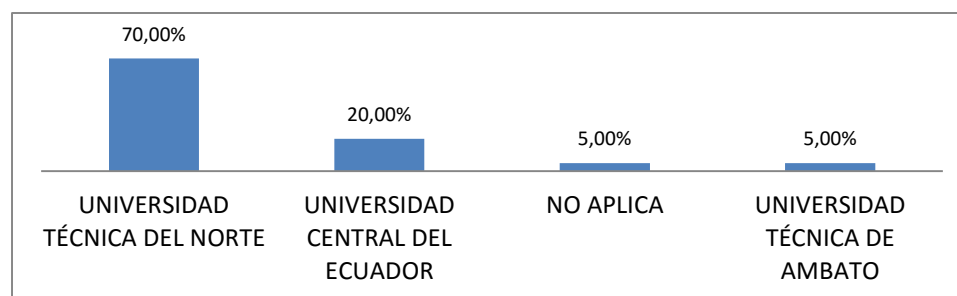 70,00%
20,00%
5,00%
5,00%
UNIVERSIDAD
TÉCNICA DEL NORTE
UNIVERSIDAD
CENTRAL DEL
ECUADOR
NO APLICA
UNIVERSIDAD
TÉCNICA DE
AMBATO